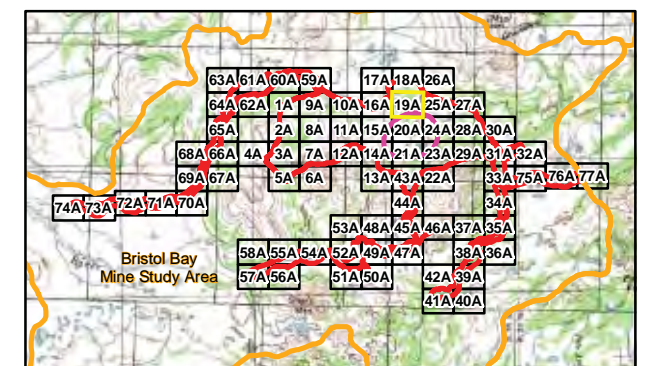 63A 61A 60A 59A 17A 18A 26A
64A 62A 1A 9A 10A 16A 19A 25A 27A
65A 2A 8A 11A 15A 20A 24A 28A 30A
68A 66A 4A 3A 7A 12A 14A 21A 23A 29A 31A 32A
69A 67A 5A 6A 13A 43A 22A 33A 75A 76A 77A
74A 73A 72A 71A 70A 44A 34A
53A 48A 45A 46A 37A 35A
58A 55A 54A 52A 49A 47A 38A 36A
57A 56A 51A 50A 42A 39A
41A 40A
Bristol Bay
Mine Study Area